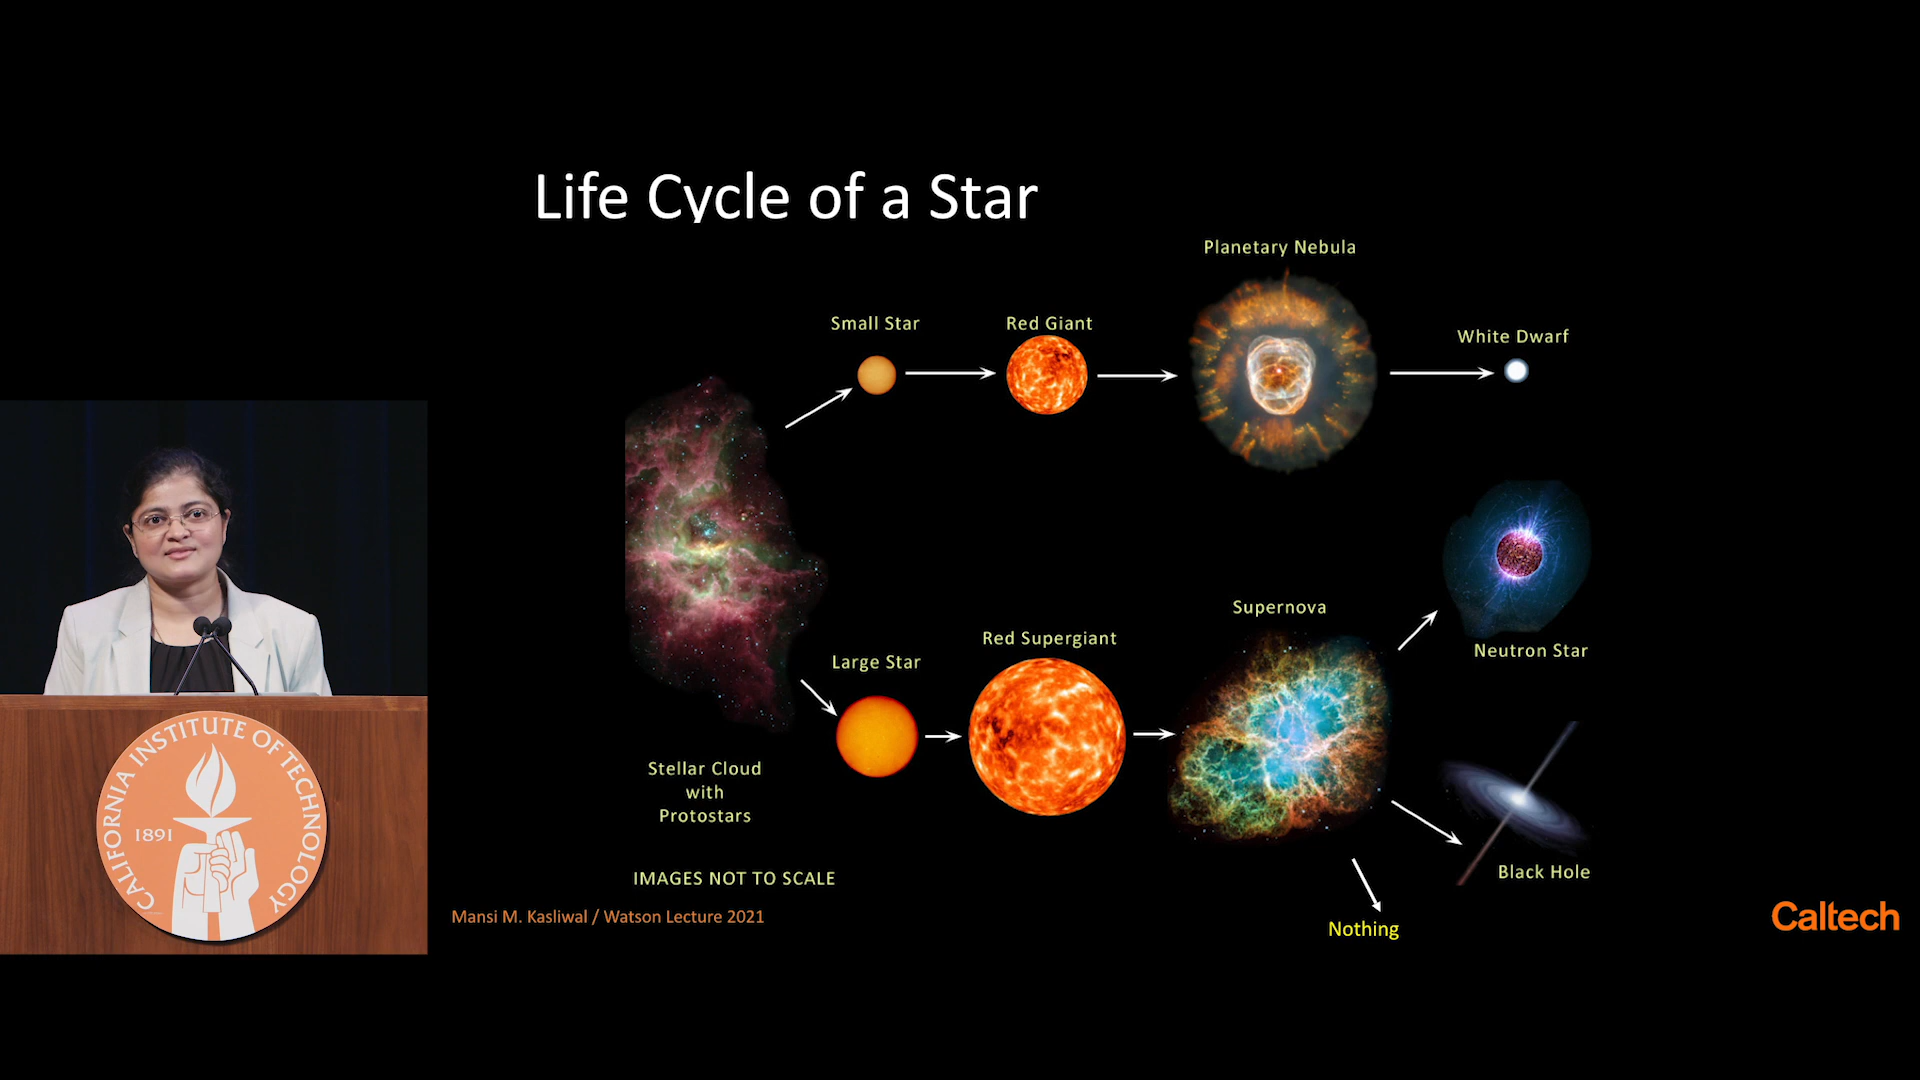 Life Cycle of a Star
Planetary Nebula
Small Star
Red Giant
White Dwarf
Supernova
Red Supergiant
Neutron Star
Large Star
Stellar Cloud
with
Protostars
Black Hole
IMAGES NOT TO SCALE
Mansi M. Kasliwal / Watson Lecture 2021
Nothing
Caltech
CALIFORNIA INSTITUTE OF TECHNOLOGY
1891